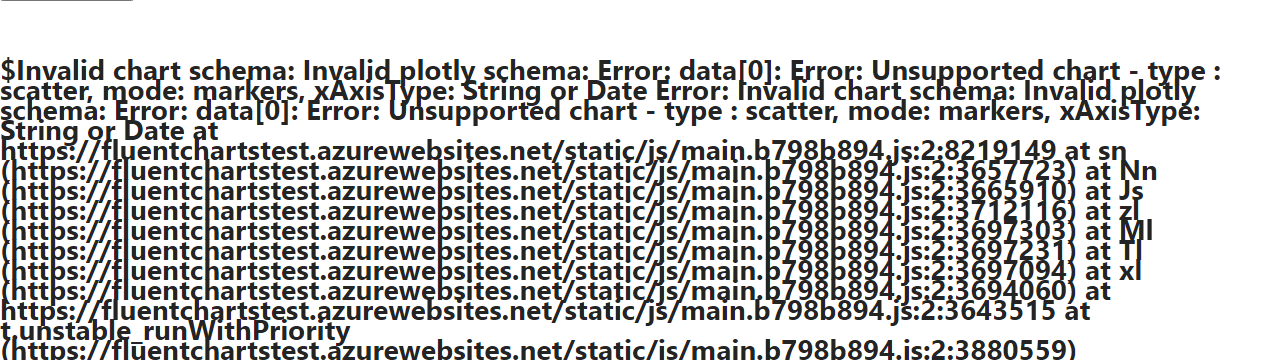 $Invalid chart schema: Invalid plotly schema: Error: data[0]: Error: Unsupported chart - type :
scatter, mode: markers, xAxisType: String or Date Error: Invalid chart schema: Invalid plotly
schema: Error: data[0]: Error: Unsupported chart - type : scatter, mode: markers, xAxisType:
String or Date at
https://fluentchartstest.azurewebsites.net/static/js/main.b798b894.js:2:8219149 at sn
(https://fluentchartstest.azurewebsites.net/static/js/main.b798b894.js:2:3657723) at Nn
(https://fluentchartstest.azurewebsites.net/static/js/main.b798b894.js:2:3665910) at Js
(https://fluentchartstest.azurewebsites.net/static/js/main.b798b894.js:2:3712116) at zl
(https://fluentchartstest.azurewebsites.net/static/js/main.b798b894.js:2:3697303) at Ml
(https://fluentchartstest.azurewebsites.net/static/js/main.b798b894.js:2:3697231) at Tl
(https://fluentchartstest.azurewebsites.net/static/js/main.b798b894.js:2:3697094) at xl
(https://fluentchartstest.azurewebsites.net/static/js/main.b798b894.js:2:3694060) at
https://fluentchartstest.azurewebsites.net/static/js/main.b798b894.js:2:3643515 at
t.unstable_runWithPriority
(https://fluentchartstest.azurewebsites.net/static/js/main.b798b894.js:2:3880559)